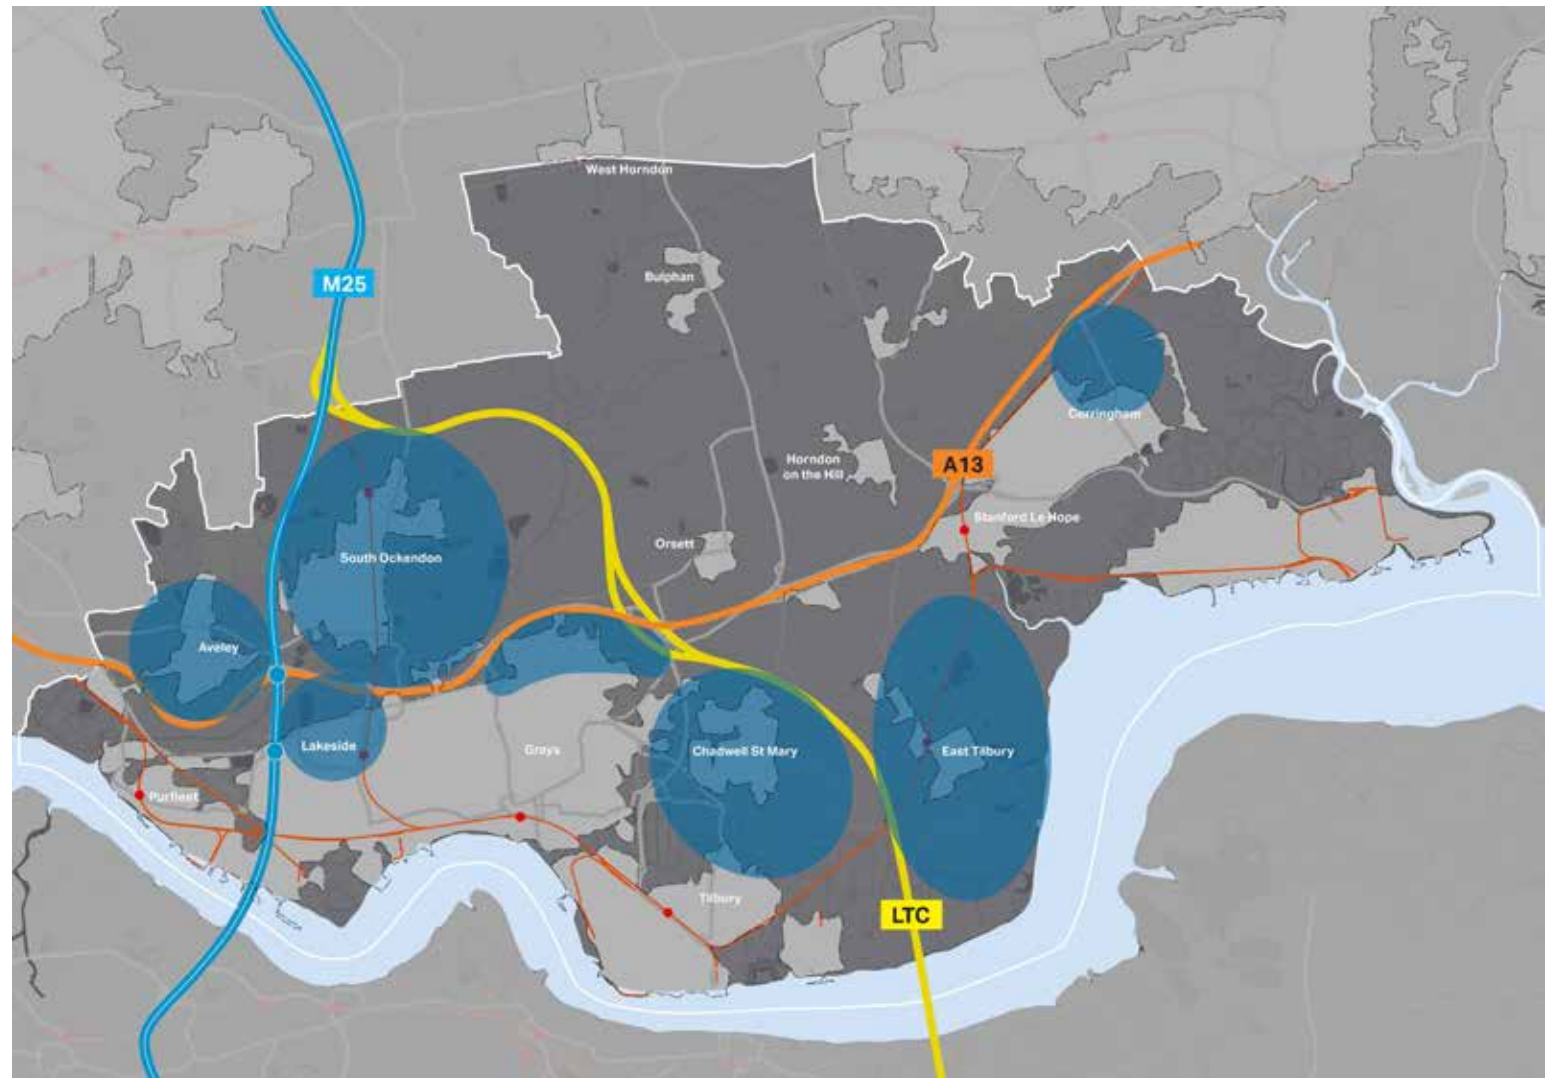 West Horndon
Bulphan
M25
Corringham
Horndon
on the Hill
A13
Stanford Le Hope
Orsett
South Ockendon
Aveley
Lakeside
Grays
Chadwell St Mary
East Tilbury
Purfleet
Tilbury
LTC